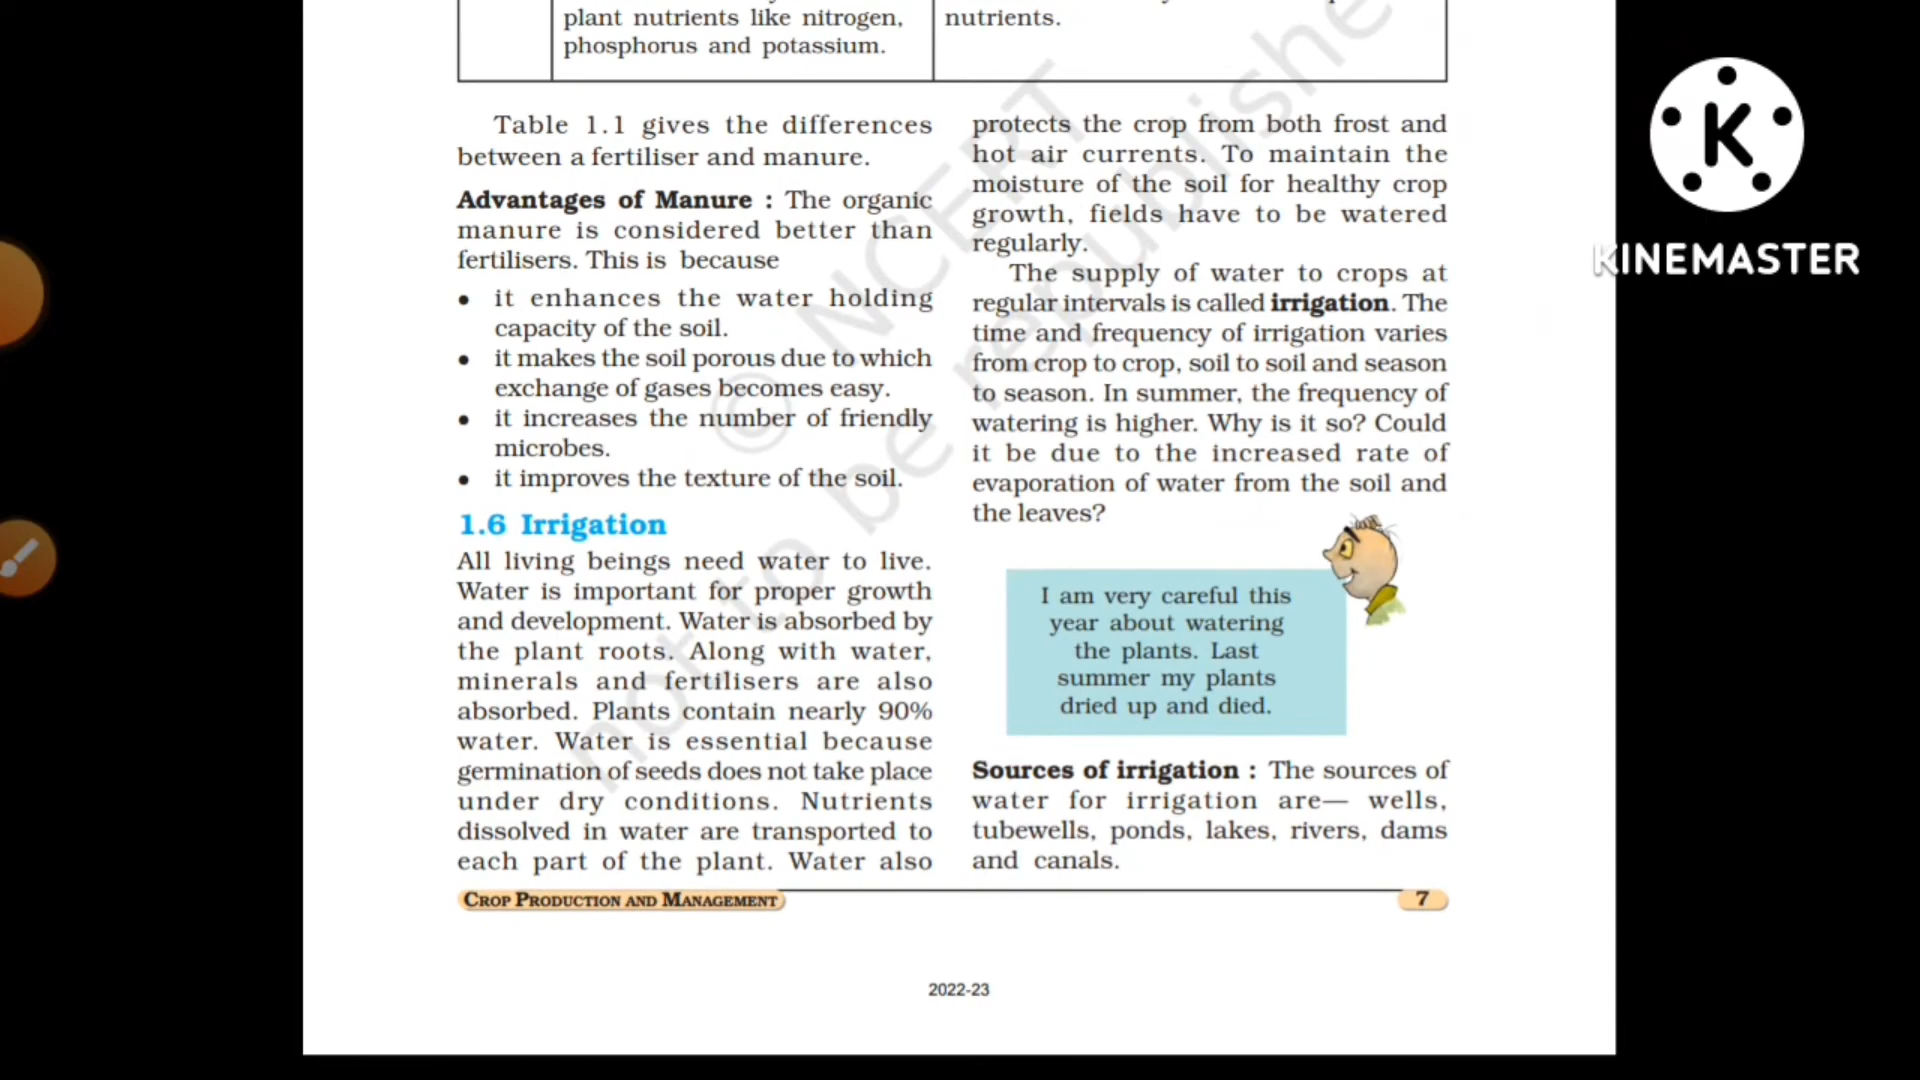 plant nutrients like nitrogen,
phosphorus and potassium.
nutrients.
Table 1.1 gives the differences
between a fertiliser and manure.
Advantages of Manure : The organic
manure is considered better than
fertilisers. This is because
• it enhances the water holding
capacity of the soil.
• it makes the soil porous due to which
exchange of gases becomes easy.
• it increases the number of friendly
microbes.
• it improves the texture of the soil.
1.6 Irrigation
All living beings need water to live.
Water is important for proper growth
and development. Water is absorbed by
the plant roots. Along with water,
minerals and fertilisers are also
absorbed. Plants contain nearly 90%
water. Water is essential because
germination of seeds does not take place
under dry conditions. Nutrients
dissolved in water are transported to
each part of the plant. Water also
protects the crop from both frost and
hot air currents. To maintain the
moisture of the soil for healthy crop
growth, fields have to be watered
regularly.
The supply of water to crops at
regular intervals is called irrigation. The
time and frequency of irrigation varies
from crop to crop, soil to soil and season
to season. In summer, the frequency of
watering is higher. Why is it so? Could
it be due to the increased rate of
evaporation of water from the soil and
the leaves?
I am very careful this
year about watering
the plants. Last
summer my plants
dried up and died.
Sources of irrigation : The sources of
water for irrigation are— wells,
tubewells, ponds, lakes, rivers, dams
and canals.
CROP PRODUCTION AND MANAGEMENT
7
2022-23
© NCERT
not to be republishe
K
KINEMASTER